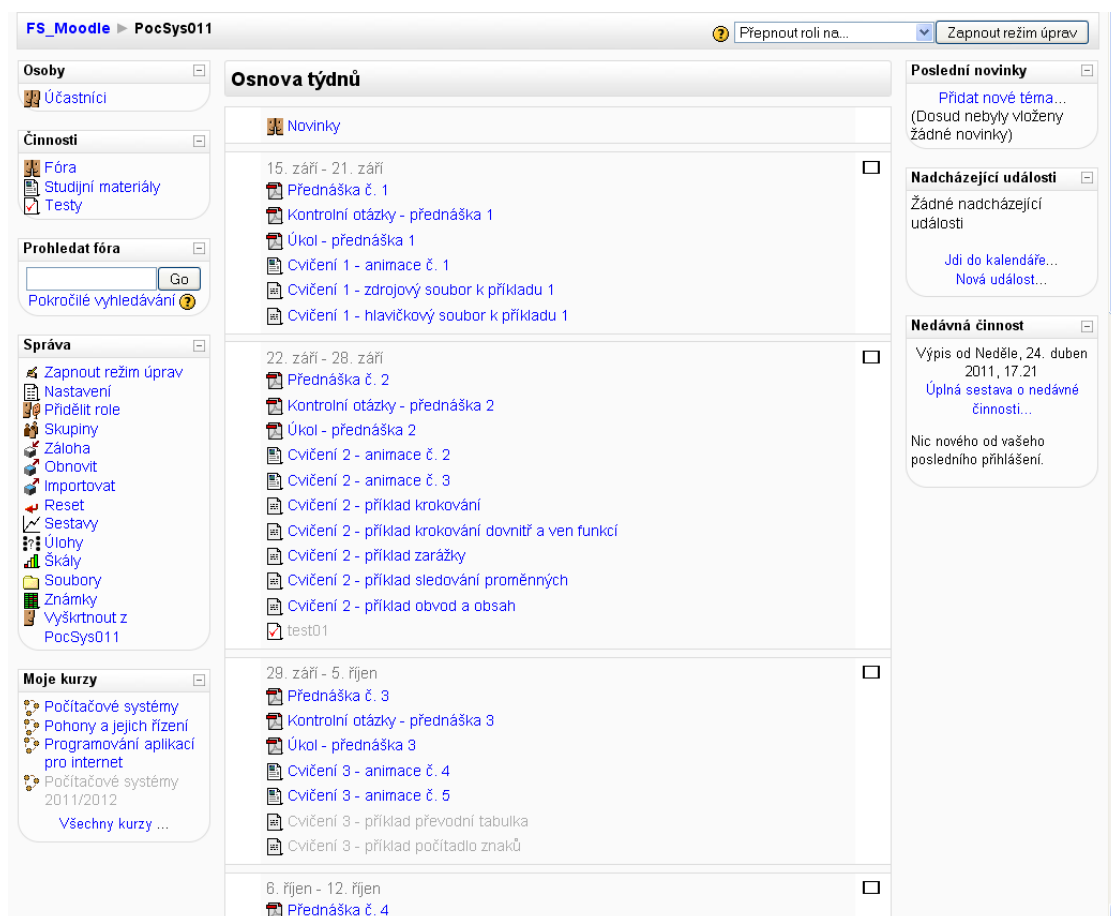 FS_Moodle ► PocSys011
Přepnout roli na...
Zapnout režim úprav
Osoby
Účastníci
Činnosti
Fóra
Studijní materiály
Testy
Prohledat fóra
Go
Pokročilé vyhledávání
Správa
Zapnout režim úprav
Nastavení
Přidělit role
Skupiny
Záloha
Obnovit
Importovat
Reset
Sestavy
Úlohy
Škály
Soubory
Známky
Vyškrtnout z
PocSys011
Moje kurzy
Počítačové systémy
Pohony a jejich řízení
Programování aplikací
pro internet
Počítačové systémy
2011/2012
Všechny kurzy ...
Osnova týdnů
Novinky
15. září - 21. září
Přednáška č. 1
Kontrolní otázky - přednáška 1
Úkol - přednáška 1
Cvičení 1 - animace č. 1
Cvičení 1 - zdrojový soubor k příkladu 1
Cvičení 1 - hlavičkový soubor k příkladu 1
22. září - 28. září
Přednáška č. 2
Kontrolní otázky - přednáška 2
Úkol - přednáška 2
Cvičení 2 - animace č. 2
Cvičení 2 - animace č. 3
Cvičení 2 - příklad krokování
Cvičení 2 - příklad krokování dovnitř a ven funkcí
Cvičení 2 - příklad zarážky
Cvičení 2 - příklad sledování proměnných
Cvičení 2 - příklad obvod a obsah
test01
29. září - 5. říjen
Přednáška č. 3
Kontrolní otázky - přednáška 3
Úkol - přednáška 3
Cvičení 3 - animace č. 4
Cvičení 3 - animace č. 5
Cvičení 3 - příklad převodní tabulka
Cvičení 3 - příklad počítadlo znaků
6. říjen - 12. říjen
Přednáška č. 4
Poslední novinky
Přidat nové téma...
(Dosud nebyly vloženy
žádné novinky)
Nadcházející události
Žádné nadcházející
události
Jdi do kalendáře...
Nová událost...
Nedávná činnost
Výpis od Neděle, 24. duben
2011, 17.21
Úplná sestava o nedávné
činnosti...
Nic nového od vašeho
posledního přihlášení.